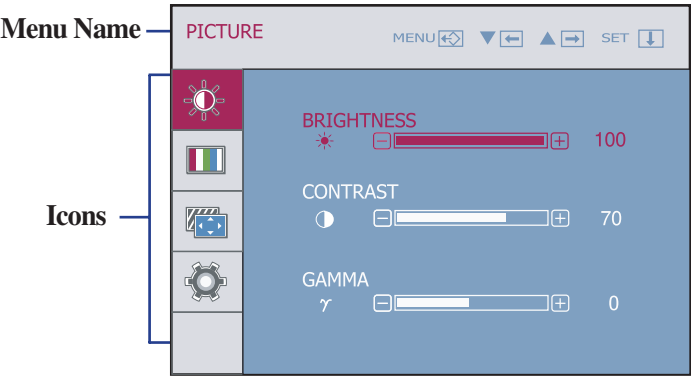 Menu Name
PICTURE
MENU SET
Icons
BRIGHTNESS
100
CONTRAST
70
GAMMA
γ 0